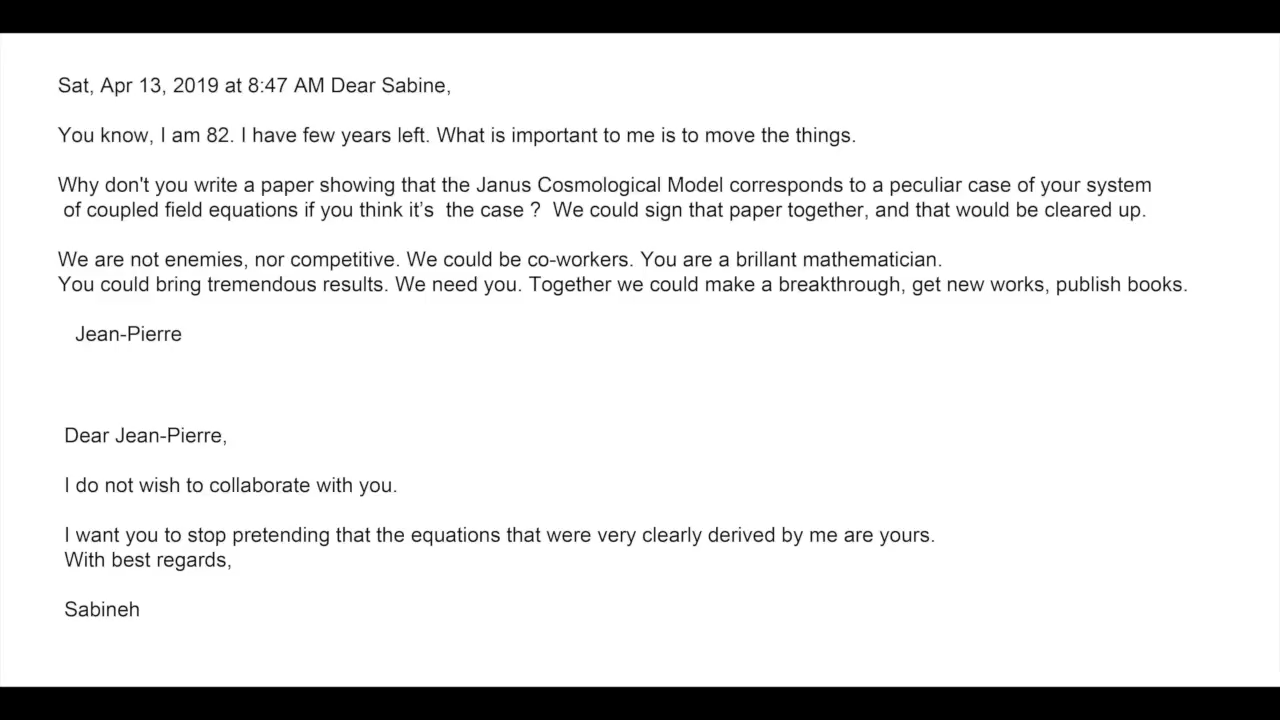 Sat, Apr 13, 2019 at 8:47 AM Dear Sabine,
You know, I am 82. I have few years left. What is important to me is to move the things.
Why don't you write a paper showing that the Janus Cosmological Model corresponds to a peculiar case of your system
of coupled field equations if you think it’s the case ? We could sign that paper together, and that would be cleared up.
We are not enemies, nor competitive. We could be co-workers. You are a brillant mathematician.
You could bring tremendous results. We need you. Together we could make a breakthrough, get new works, publish books.
Jean-Pierre
Dear Jean-Pierre,
I do not wish to collaborate with you.
I want you to stop pretending that the equations that were very clearly derived by me are yours.
With best regards,
Sabineh